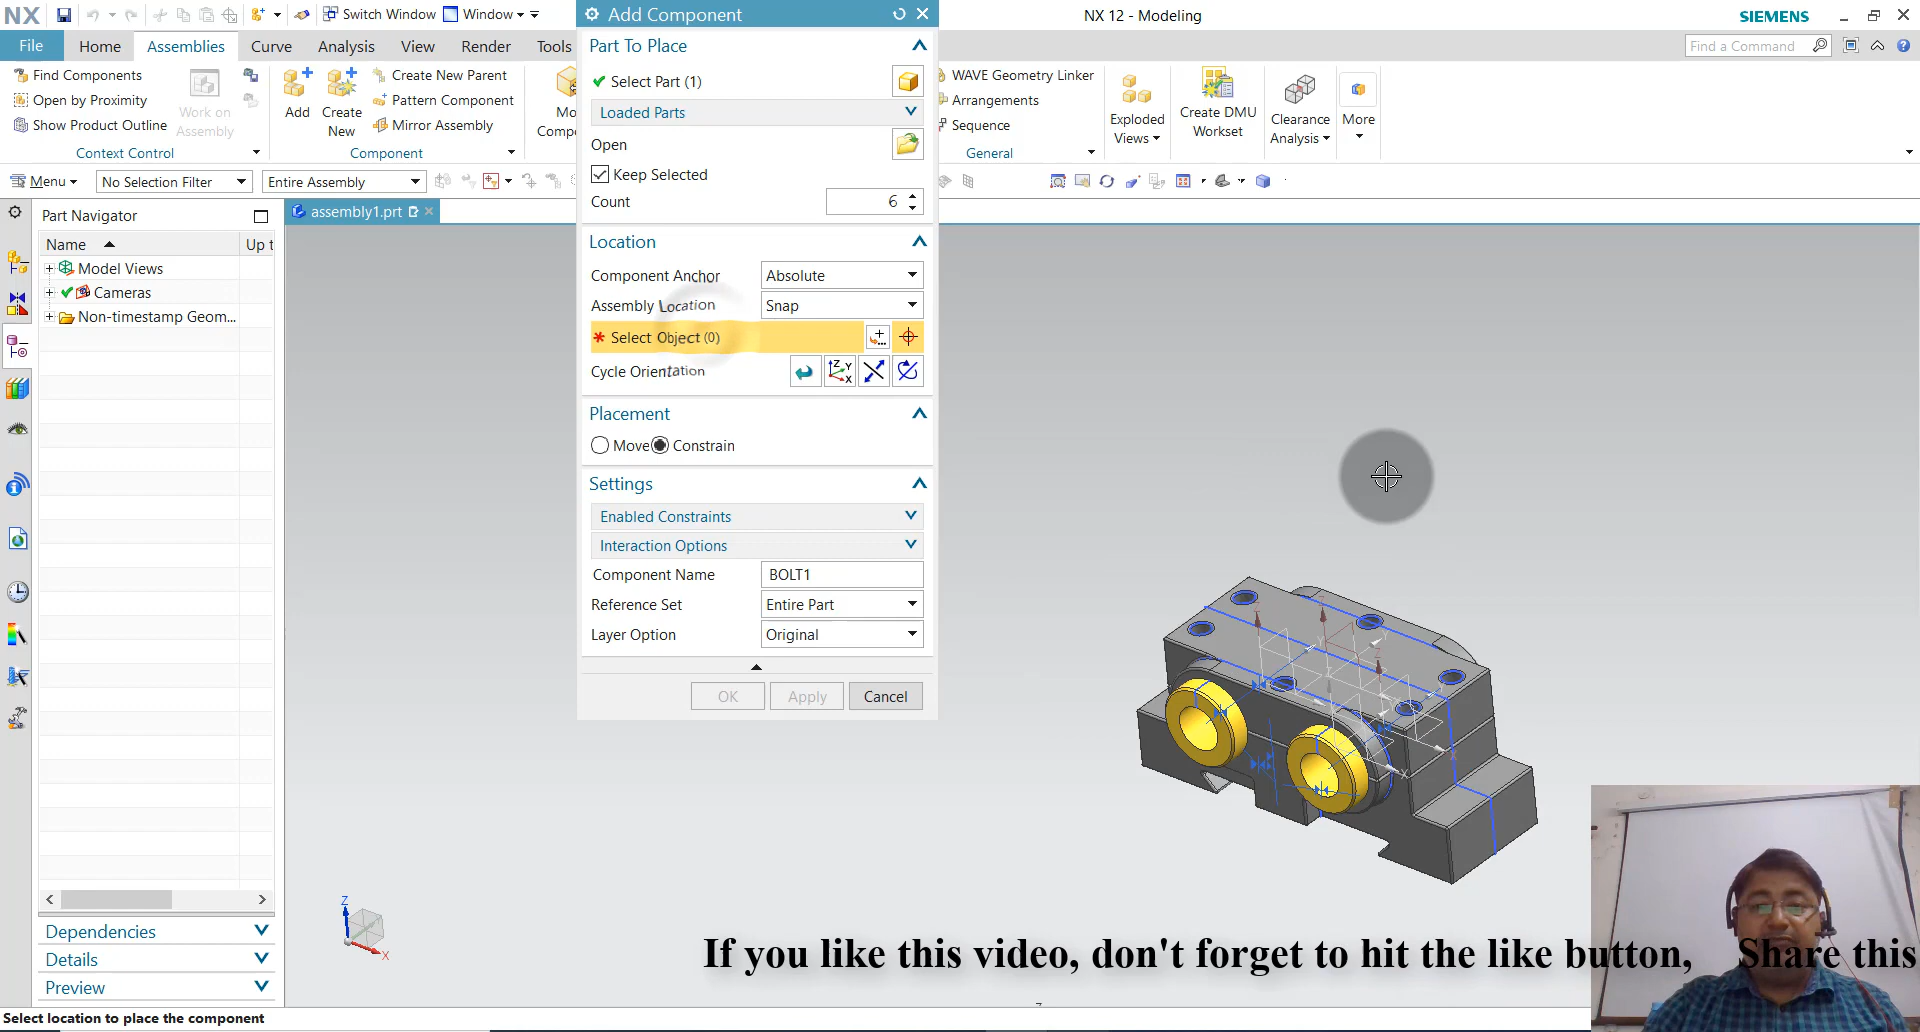 NX
Switch Window
Window
Add Component
NX 12 - Modeling
SIEMENS
File
Home
Assemblies
Curve
Analysis
View
Render
Tools
Find a Command
Find Components
Open by Proximity
Show Product Outline
Context Control
Work on
Assembly
Add
Create
New
Create New Parent
Pattern Component
Mirror Assembly
Component
Mo
Compo
WAVE Geometry Linker
Arrangements
Sequence
General
Exploded
Views
Create DMU
Workset
Clearance
Analysis
More
Menu
No Selection Filter
Entire Assembly
Part Navigator
Name
Up t
Model Views
Cameras
Non-timestamp Geom...
Dependencies
Details
Preview
assembly1.prt
Part To Place
Select Part (1)
Loaded Parts
Open
Keep Selected
Count
6
Location
Component Anchor
Absolute
Assembly Location
Snap
* Select Object (0)
Cycle Orientation
Placement
Move
Constrain
Settings
Enabled Constraints
Interaction Options
Component Name
BOLT1
Reference Set
Entire Part
Layer Option
Original
OK
Apply
Cancel
Z
X
If you like this video, don't forget to hit the like button, Share this
Select location to place the component